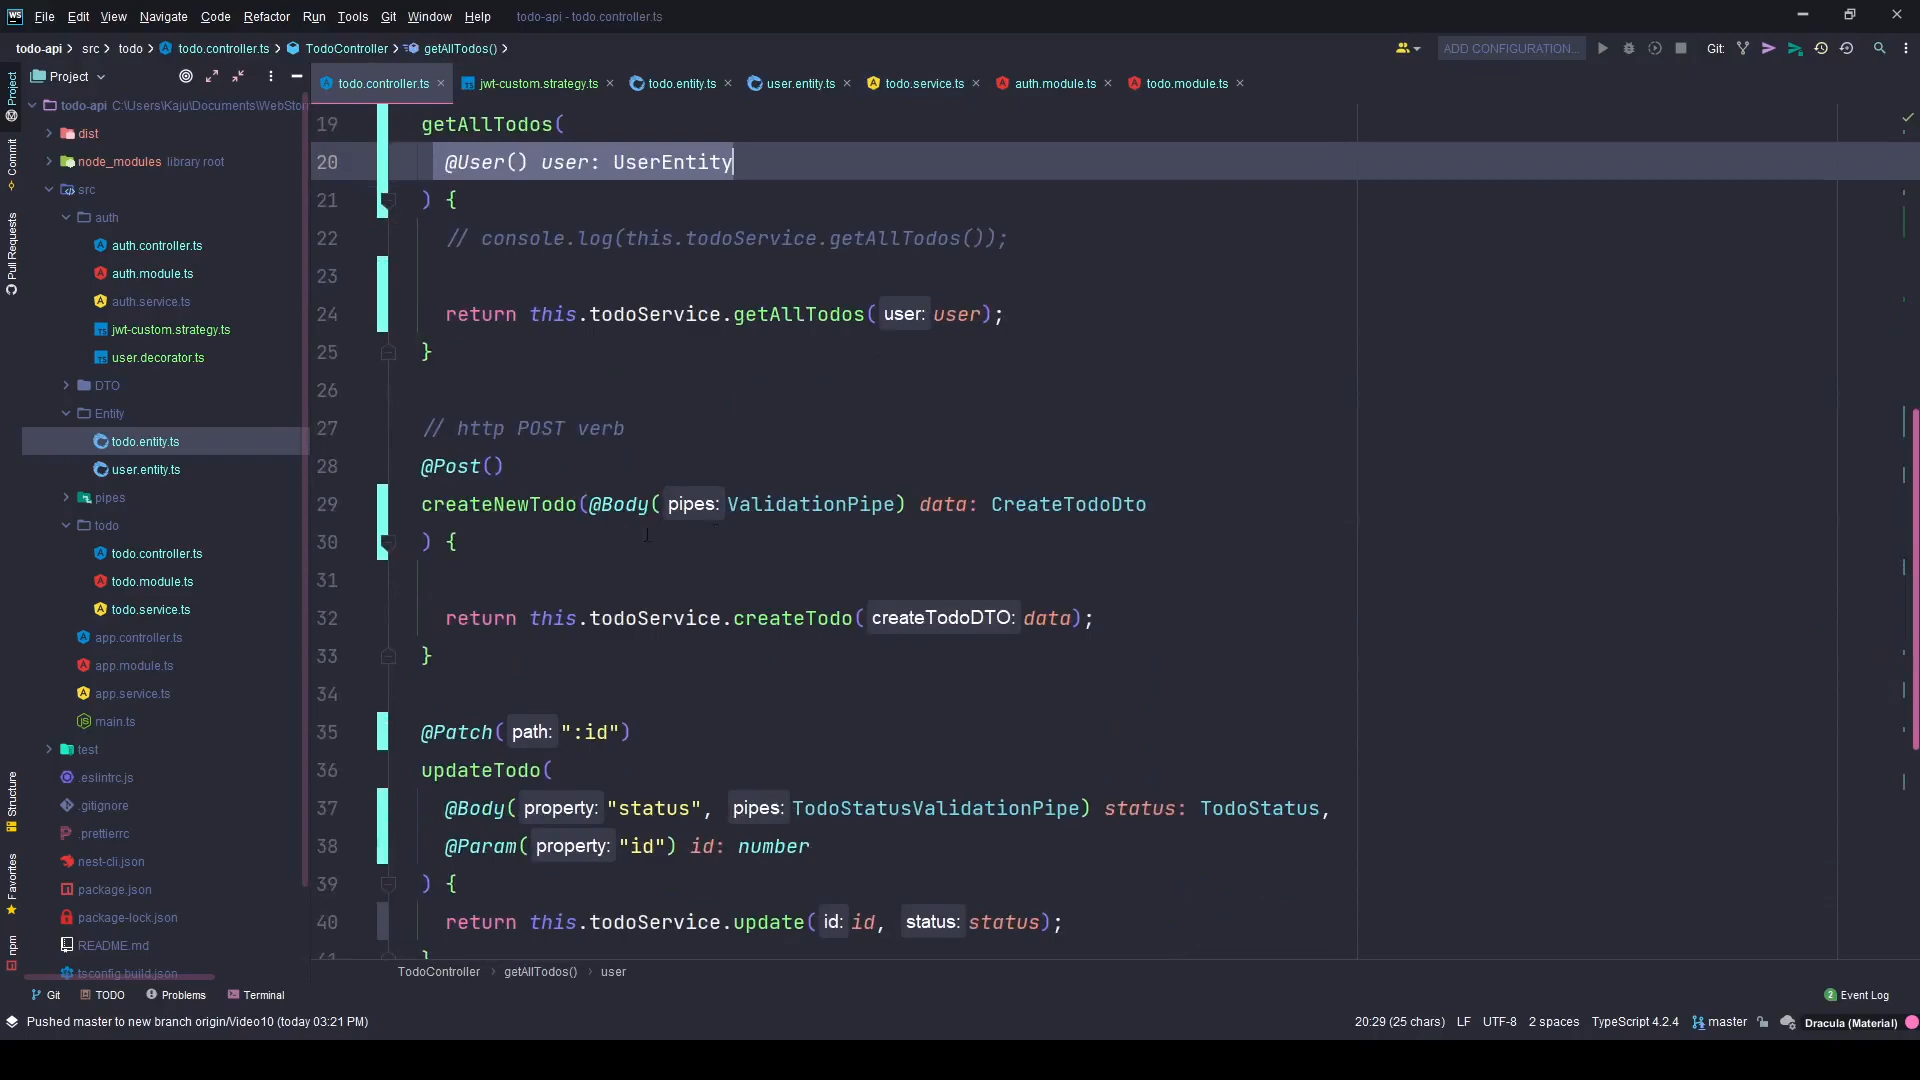 WS File Edit View Navigate Code Refactor Run Tools Git Window Help todo-api - todo.controller.ts
todo-api src todo todo.controller.ts TodoController getAllTodos() ADD CONFIGURATION... Git:
Project
todo.controller.ts jwt-custom.strategy.ts todo.entity.ts user.entity.ts todo.service.ts auth.module.ts todo.module.ts
Project
Commit
Pull Requests
Structure
Favorites
npm
todo-api C:\Users\Kaju\Documents\WebStor
dist
node_modules library root
src
auth
auth.controller.ts
auth.module.ts
auth.service.ts
jwt-custom.strategy.ts
user.decorator.ts
DTO
Entity
todo.entity.ts
user.entity.ts
pipes
todo
todo.controller.ts
todo.module.ts
todo.service.ts
app.controller.ts
app.module.ts
app.service.ts
main.ts
test
.eslintrc.js
.gitignore
.prettierrc
nest-cli.json
package.json
package-lock.json
README.md
tsconfig.build.json
19 getAllTodos(
20 @User() user: UserEntity
21 ) {
22 // console.log(this.todoService.getAllTodos());
23
24 return this.todoService.getAllTodos( user: user);
25 }
26
27 // http POST verb
28 @Post()
29 createNewTodo(@Body( pipes: ValidationPipe) data: CreateTodoDto
30 ) {
31
32 return this.todoService.createTodo( createTodoDTO: data);
33 }
34
35 @Patch( path: ":id")
36 updateTodo(
37 @Body( property: "status", pipes: TodoStatusValidationPipe) status: TodoStatus,
38 @Param( property: "id") id: number
39 ) {
40 return this.todoService.update( id: id, status: status);
41 }
TodoController getAllTodos() user
Git TODO Problems Terminal 2 Event Log
Pushed master to new branch origin/Video10 (today 03:21 PM) 20:29 (25 chars) LF UTF-8 2 spaces TypeScript 4.2.4 master Dracula (Material)